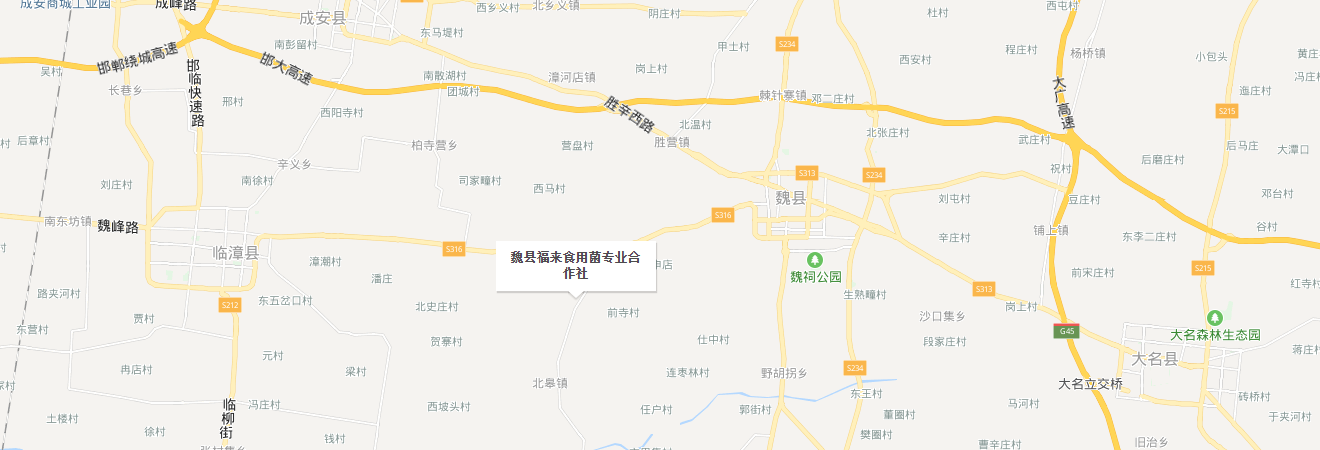 成安商城工业园
成峰路
成安县
西乡义村
北乡义镇
阴庄村
杜村
西屯村
东马堤村
南彭留村
甲士村
S234
程庄村
杨桥镇
小包头
黄庄
邯郸绕城高速
邯大高速
吴村
邯临快速路
南散湖村
漳河店镇
岗上村
西安村
冯庄村
长巷乡
邢村
团城村
大广高速
西阳寺村
胜辛西路
棘针寨镇
邓二庄村
S215
后章村
北温村
北张庄村
武庄村
后马庄
大潭口
柏寺营乡
营盘村
胜营镇
辛义乡
后磨庄村
祝村
刘庄村
南徐村
司家疃村
西马村
S313
S234
魏县
刘屯村
豆庄村
邓台村
南东坊镇
魏峰路
S316
铺上镇
谷村
临漳县
S316
辛庄村
东李二庄村
魏县福来食用菌专业合
作社
申店
漳潮村
潘庄
魏祠公园
前宋庄村
S215
红寺村
路夹河村
东五岔口村
S212
北史庄村
前寺村
生熟疃村
S313
岗上村
东营村
贾村
沙口集乡
G45
大名森林生态园
元村
贺寨村
仕中村
段家庄村
蒋庄村
大名县
冉店村
梁村
北皋镇
连枣林村
野胡拐乡
S234
大名立交桥
东王村
砖桥村
土楼村
临柳街
冯庄村
西坡头村
任户村
郭街村
董圈村
马河村
于夹河村
徐村
钱村
樊圈村
曹辛庄村
旧治乡